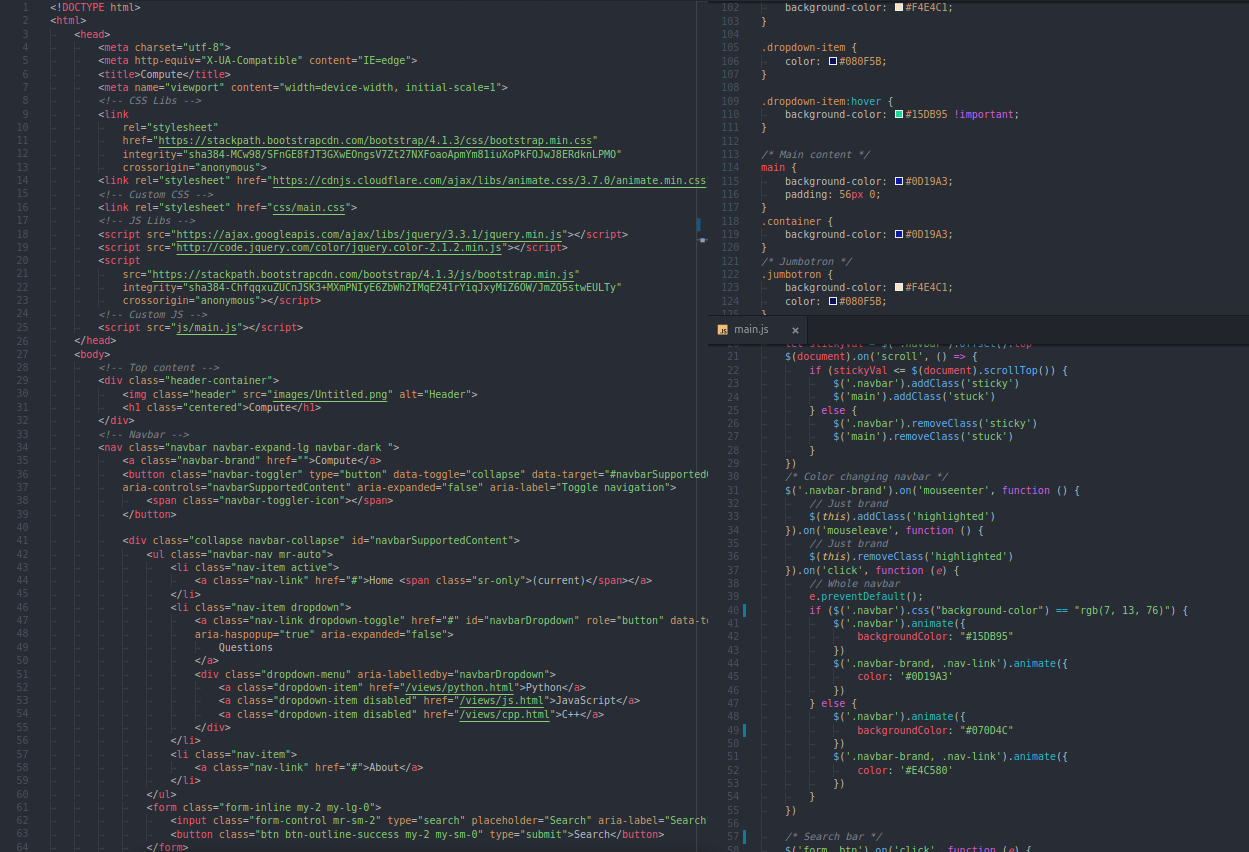 1 <!DOCTYPE html>
2 <html>
3 <head>
4 <meta charset="utf-8">
5 <meta http-equiv="X-UA-Compatible" content="IE=edge">
6 <title>Compute</title>
7 <meta name="viewport" content="width=device-width, initial-scale=1">
8 <!-- CSS Libs -->
9 <link
10 rel="stylesheet"
11 href="https://stackpath.bootstrapcdn.com/bootstrap/4.1.3/css/bootstrap.min.css"
12 integrity="sha384-MCw98/SFnGE8fJT3GXwEOngsV7Zt27NXFoaoApmYm81iuXoPkFOJwJ8ERdknLPMO"
13 crossorigin="anonymous">
14 <link rel="stylesheet" href="https://cdnjs.cloudflare.com/ajax/libs/animate.css/3.7.0/animate.min.css
15 <!-- Custom CSS -->
16 <link rel="stylesheet" href="css/main.css">
17 <!-- JS Libs -->
18 <script src="https://ajax.googleapis.com/ajax/libs/jquery/3.3.1/jquery.min.js"></script>
19 <script src="http://code.jquery.com/color/jquery.color-2.1.2.min.js"></script>
20 <script
21 src="https://stackpath.bootstrapcdn.com/bootstrap/4.1.3/js/bootstrap.min.js"
22 integrity="sha384-ChfqqxuZUCnJSK3+MXmPNIyE6ZbWh2IMqE241rYiqJxyMiZ6OW/JmZQ5stwEULTy"
23 crossorigin="anonymous"></script>
24 <!-- Custom JS -->
25 <script src="js/main.js"></script>
26 </head>
27 <body>
28 <!-- Top content -->
29 <div class="header-container">
30 <img class="header" src="images/Untitled.png" alt="Header">
31 <h1 class="centered">Compute</h1>
32 </div>
33 <!-- Navbar -->
34 <nav class="navbar navbar-expand-lg navbar-dark ">
35 <a class="navbar-brand" href="">Compute</a>
36 <button class="navbar-toggler" type="button" data-toggle="collapse" data-target="#navbarSupported
37 aria-controls="navbarSupportedContent" aria-expanded="false" aria-label="Toggle navigation">
38 <span class="navbar-toggler-icon"></span>
39 </button>
40
41 <div class="collapse navbar-collapse" id="navbarSupportedContent">
42 <ul class="navbar-nav mr-auto">
43 <li class="nav-item active">
44 <a class="nav-link" href="#">Home <span class="sr-only">(current)</span></a>
45 </li>
46 <li class="nav-item dropdown">
47 <a class="nav-link dropdown-toggle" href="#" id="navbarDropdown" role="button" data-t
48 aria-haspopup="true" aria-expanded="false">
49 Questions
50 </a>
51 <div class="dropdown-menu" aria-labelledby="navbarDropdown">
52 <a class="dropdown-item" href="/views/python.html">Python</a>
53 <a class="dropdown-item disabled" href="/views/js.html">JavaScript</a>
54 <a class="dropdown-item disabled" href="/views/cpp.html">C++</a>
55 </div>
56 </li>
57 <li class="nav-item">
58 <a class="nav-link" href="#">About</a>
59 </li>
60 </ul>
61 <form class="form-inline my-2 my-lg-0">
62 <input class="form-control mr-sm-2" type="search" placeholder="Search" aria-label="Search
63 <button class="btn btn-outline-success my-2 my-sm-0" type="submit">Search</button>
64 </form>
102 background-color: #F4E4C1;
103 }
104
105 .dropdown-item {
106 color: #080F5B;
107 }
108
109 .dropdown-item:hover {
110 background-color: #15DB95 !important;
111 }
112
113 /* Main content */
114 main {
115 background-color: #0D19A3;
116 padding: 56px 0;
117 }
118 .container {
119 background-color: #0D19A3;
120 }
121 /* Jumbotron */
122 .jumbotron {
123 background-color: #F4E4C1;
124 color: #080F5B;
125 }
main.js ×
20 let stickyVal = $('.navbar').offset().top
21 $(document).on('scroll', () => {
22 if (stickyVal <= $(document).scrollTop()) {
23 $('.navbar').addClass('sticky')
24 $('main').addClass('stuck')
25 } else {
26 $('.navbar').removeClass('sticky')
27 $('main').removeClass('stuck')
28 }
29 })
30 /* Color changing navbar */
31 $('.navbar-brand').on('mouseenter', function () {
32 // Just brand
33 $(this).addClass('highlighted')
34 }).on('mouseleave', function () {
35 // Just brand
36 $(this).removeClass('highlighted')
37 }).on('click', function (e) {
38 // Whole navbar
39 e.preventDefault();
40 if ($('.navbar').css("background-color") == "rgb(7, 13, 76)") {
41 $('.navbar').animate({
42 backgroundColor: "#15DB95"
43 })
44 $('.navbar-brand, .nav-link').animate({
45 color: '#0D19A3'
46 })
47 } else {
48 $('.navbar').animate({
49 backgroundColor: "#070D4C"
50 })
51 $('.navbar-brand, .nav-link').animate({
52 color: '#E4C580'
53 })
54 }
55 })
56
57 /* Search bar */
58 $('form .btn').on('click', function (e) {